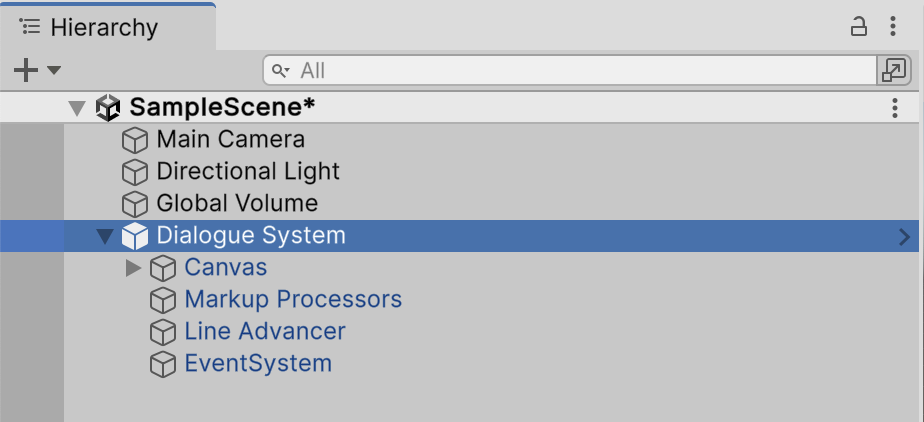 Hierarchy
All
SampleScene*
Main Camera
Directional Light
Global Volume
Dialogue System
Canvas
Markup Processors
Line Advancer
EventSystem